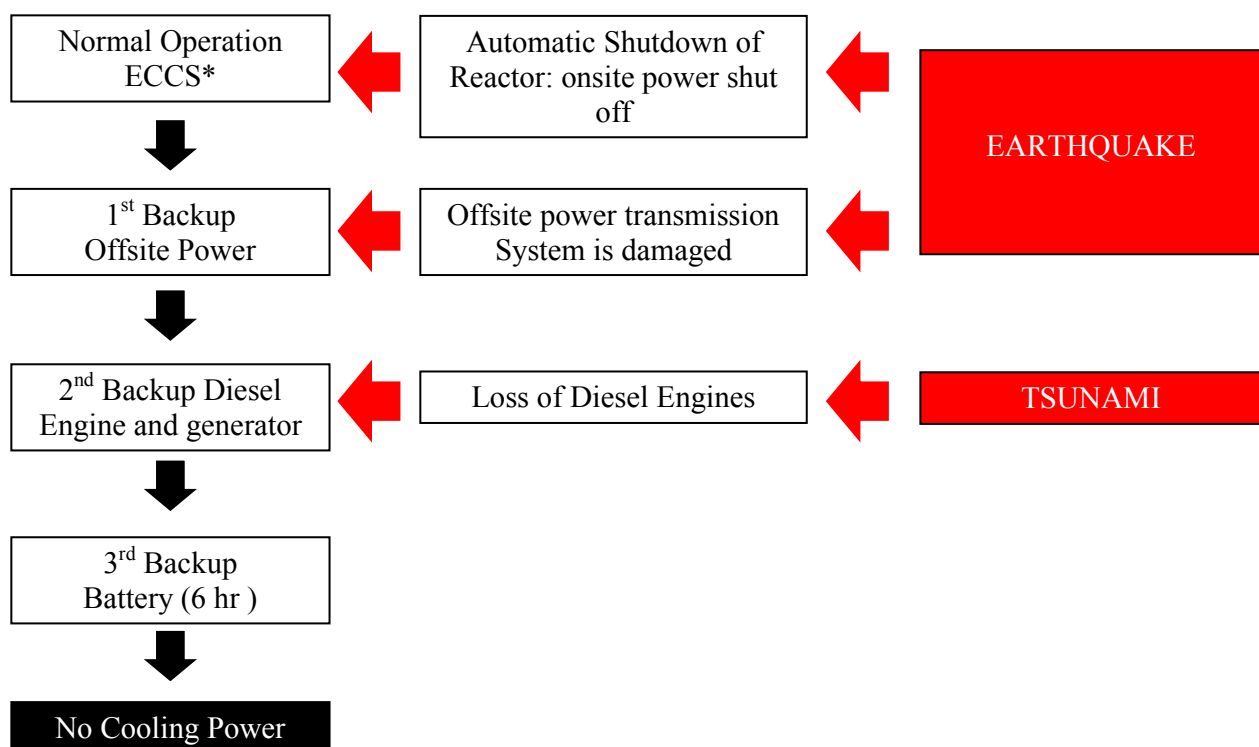 Normal Operation
ECCS*
Automatic Shutdown of
Reactor: onsite power shut
off
EARTHQUAKE
1st Backup
Offsite Power
Offsite power transmission
System is damaged
2nd Backup Diesel
Engine and generator
Loss of Diesel Engines
TSUNAMI
3rd Backup
Battery (6 hr )
No Cooling Power